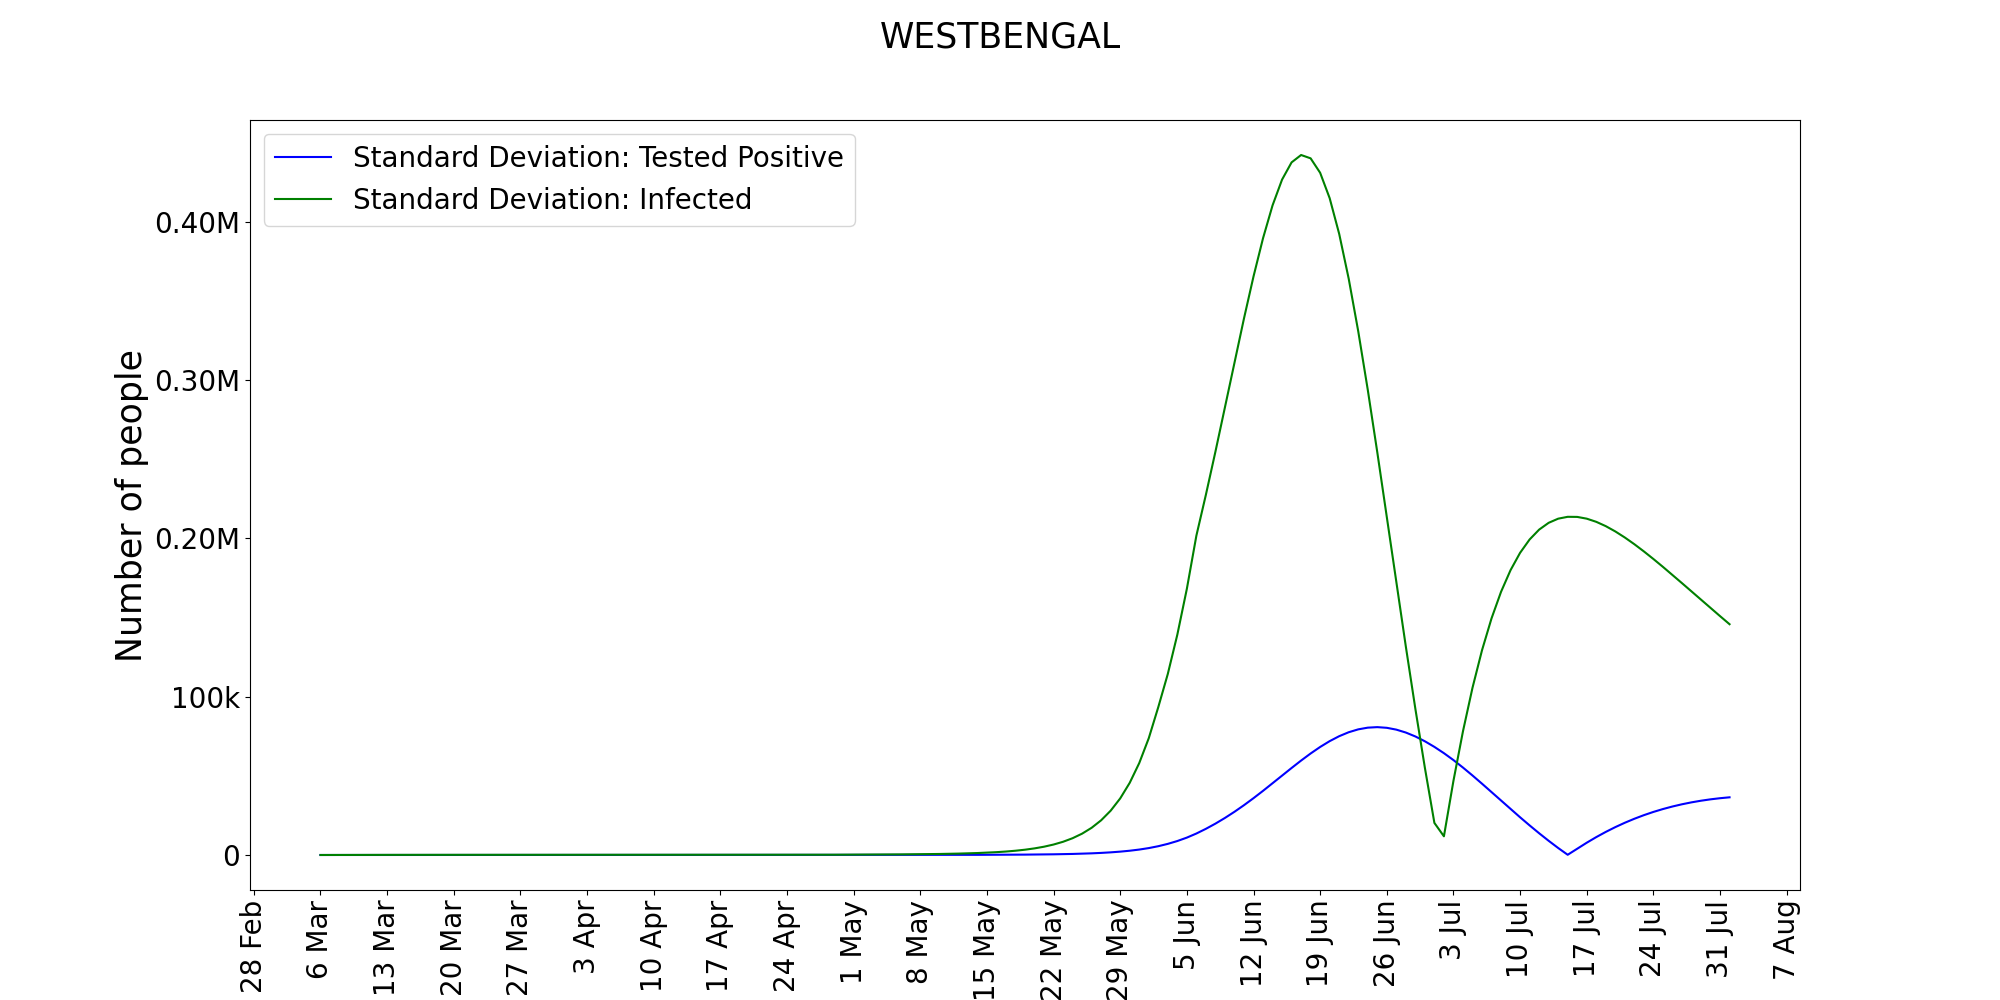 WESTBENGAL
Standard Deviation: Tested Positive
Standard Deviation: Infected
Number of people
0.40M
0.30M
0.20M
100k
0
28 Feb
6 Mar
13 Mar
20 Mar
27 Mar
3 Apr
10 Apr
17 Apr
24 Apr
1 May
8 May
15 May
22 May
29 May
5 Jun
12 Jun
19 Jun
26 Jun
3 Jul
10 Jul
17 Jul
24 Jul
31 Jul
7 Aug